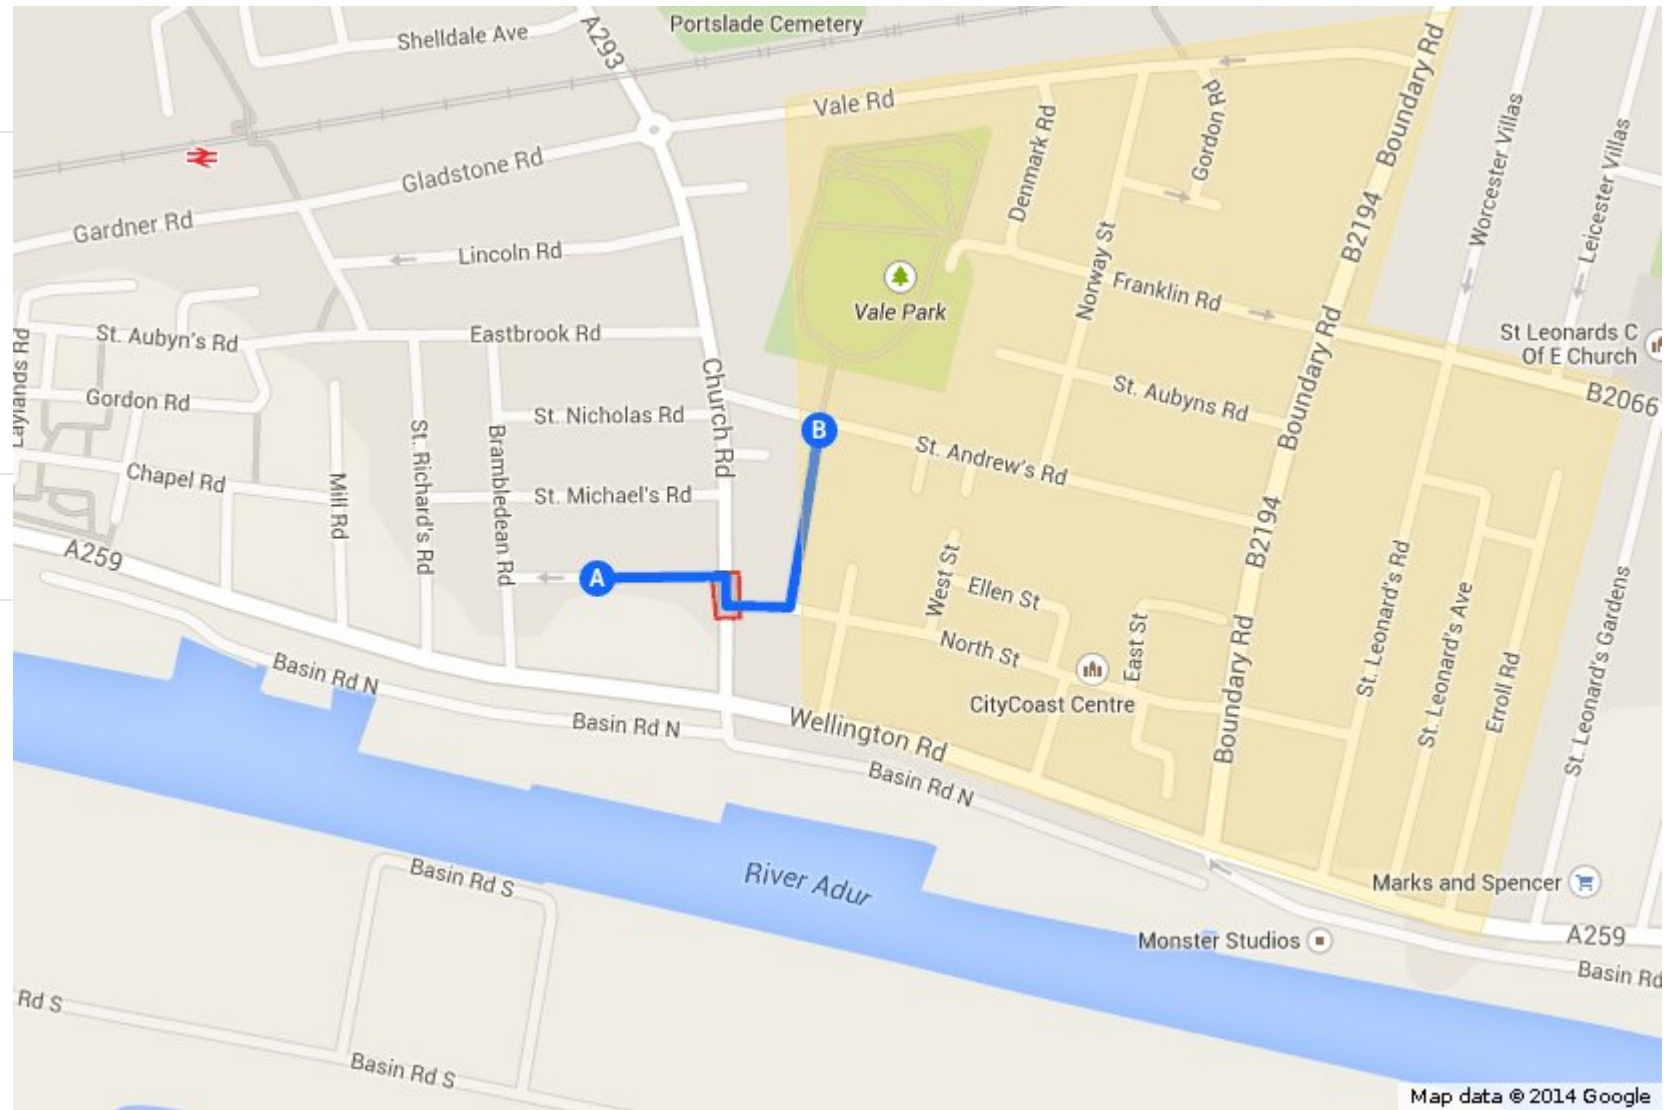 Portslade Cemetery
Shelldale Ave
A293
Boundary Rd
Vale Rd
Gordon Rd
Denmark Rd
Worcester Villas
Leicester Villas
Gladstone Rd
Boundary Rd
Gardner Rd
B2194
Lincoln Rd
Norway St
Franklin Rd
Vale Park
St. Aubyn's Rd
Eastbrook Rd
St Leonards C
Of E Church
Boundary Rd
Church Rd
St. Aubyns Rd
B2066
Gordon Rd
St. Nicholas Rd
B
St. Andrew's Rd
Chapel Rd
Mill Rd
St. Richard's Rd
Brambledean Rd
St. Michael's Rd
B2194
A259
A
West St
Ellen St
St. Leonard's Rd
St. Leonard's Ave
St. Leonard's Gardens
North St
East St
Boundary Rd
Erroll Rd
Basin Rd N
CityCoast Centre
Basin Rd N
Wellington Rd
Basin Rd N
Basin Rd S
River Adur
Marks and Spencer
Monster Studios
A259
Basin Rd
Rd S
Basin Rd S
Map data © 2014 Google